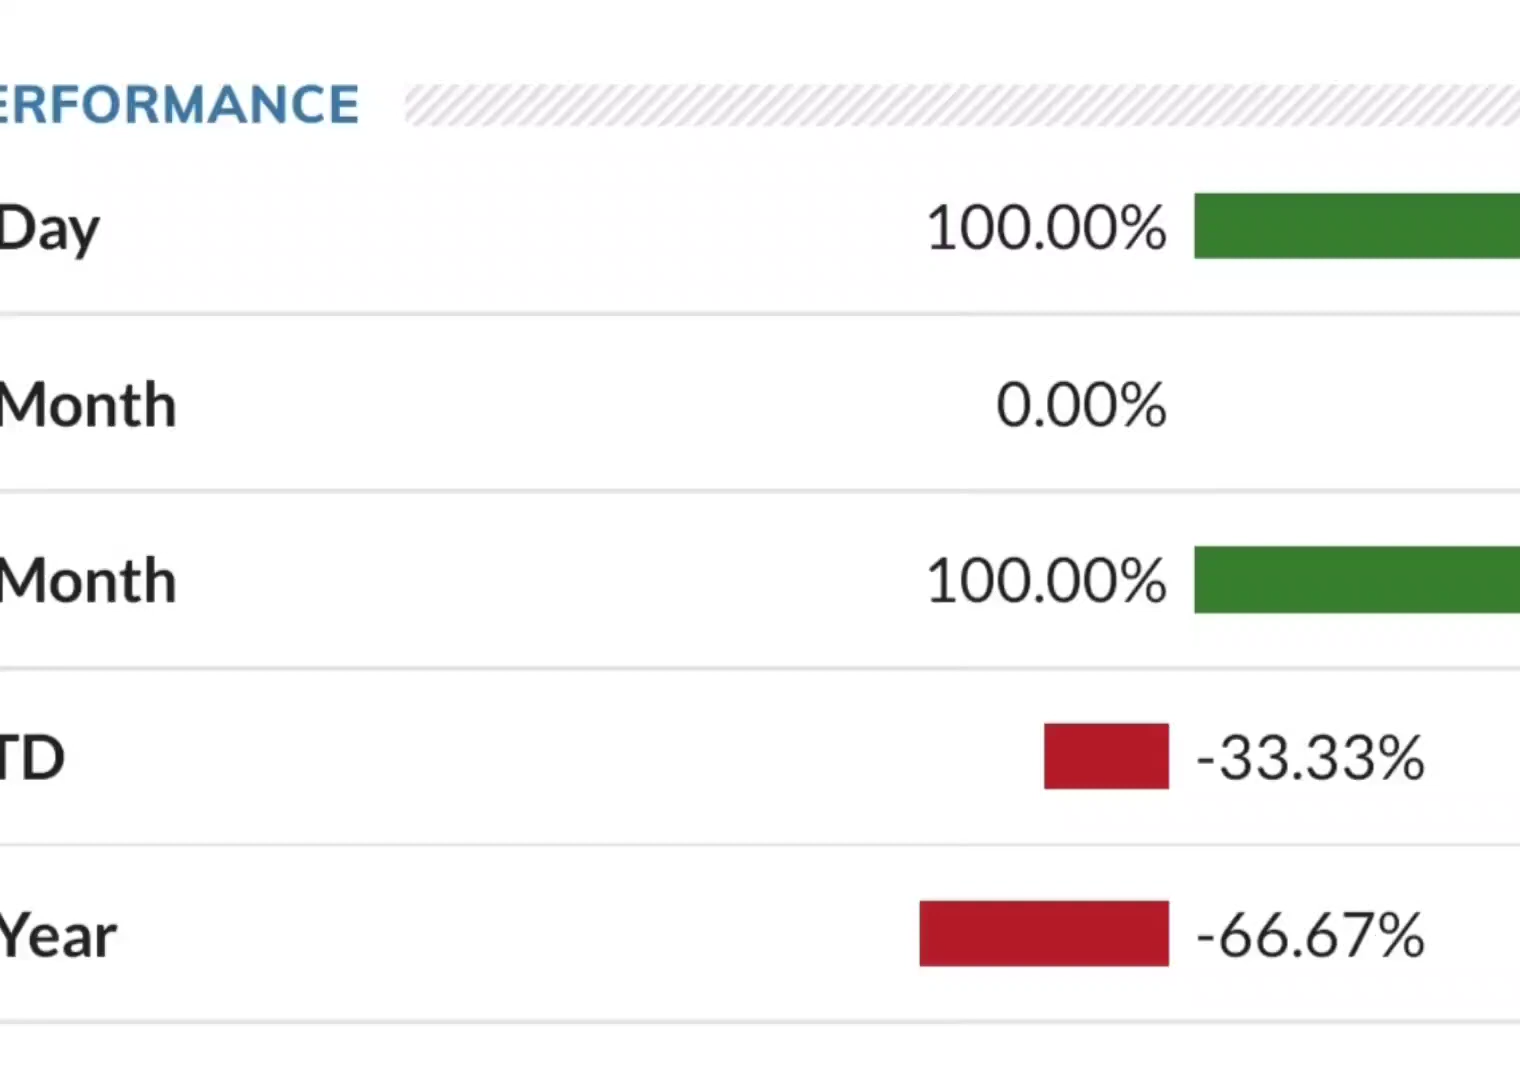 ERFORMANCE
Day 100.00%
Month 0.00%
Month 100.00%
TD -33.33%
Year -66.67%